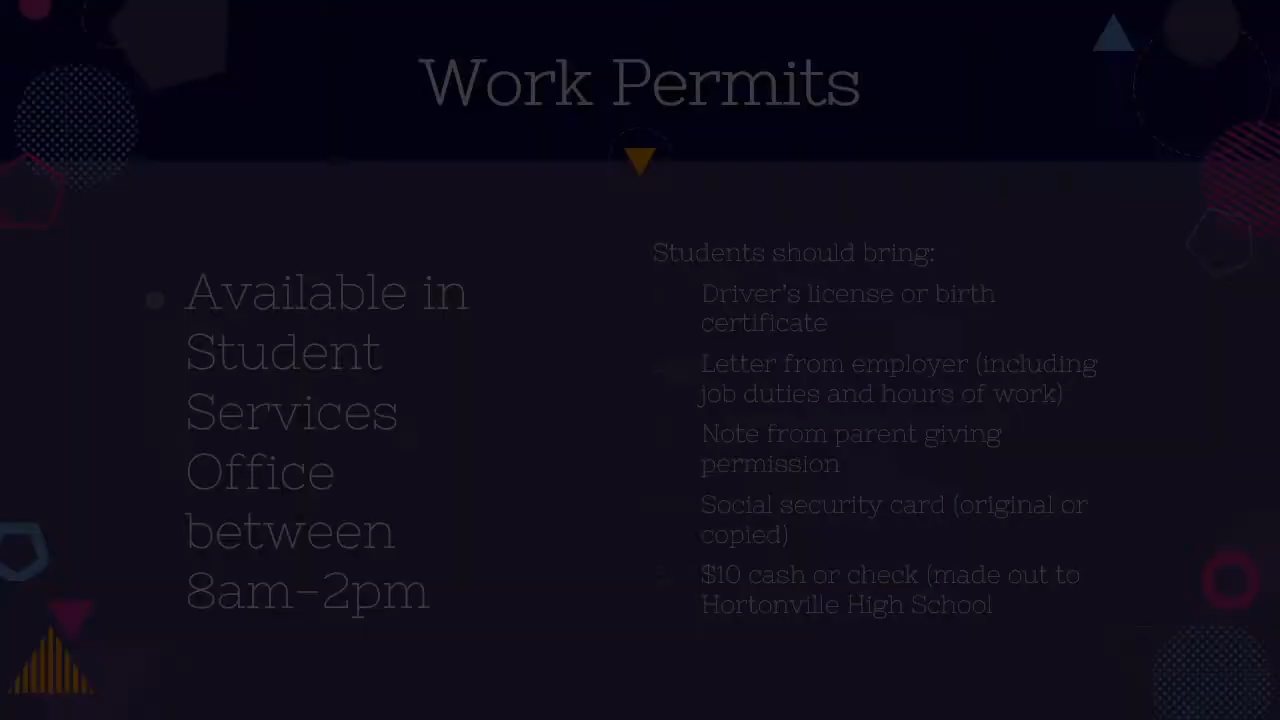 Work Permits
Available in
Student
Services
Office
between
8am–2pm
Students should bring:
Driver's license or birth
certificate
Letter from employer (including
job duties and hours of work)
Note from parent giving
permission
Social security card (original or
copied)
$10 cash or check (made out to
Hortonville High School